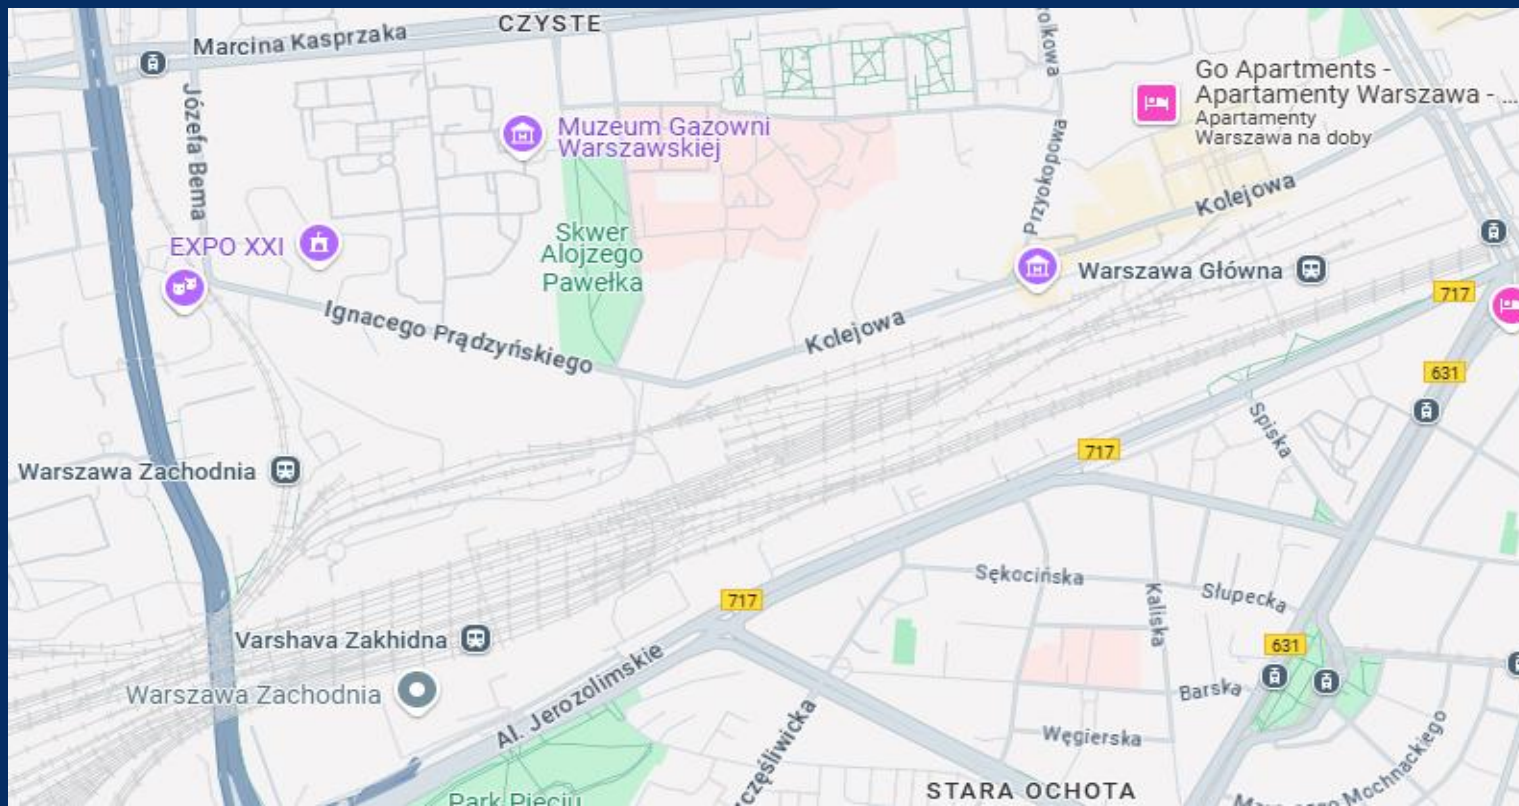 CZYSTE
Marcina Kasprzaka
Józefa Bema
Muzeum Gazowni
Warszawskiej
Go Apartments -
Apartamenty Warszawa - ...
Apartamenty
Warszawa na doby
Przyokopowa
Kolejowa
EXPO XXI
Skwer
Alojzego
Pawełka
Warszawa Główna
717
Ignacego Prądzyńskiego
Kolejowa
631
Spiska
717
Warszawa Zachodnia
Sękocińska
Słupecka
Kaliska
717
Varshava Zakhidna
631
Warszawa Zachodnia
Al. Jerozolimskie
Barska
Węgierska
STARA OCHOTA
Park Pięciu